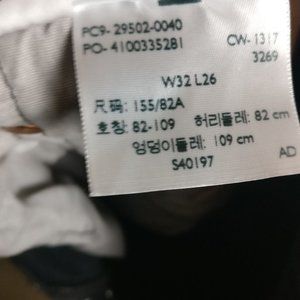 PC9- 29502-0040
PO- 4100335281 CW- 1317
3269
W32 L26
尺码: 155/82A
호칭: 82-109 허리둘레: 82 cm
엉덩이둘레: 109 cm
S40197
AD